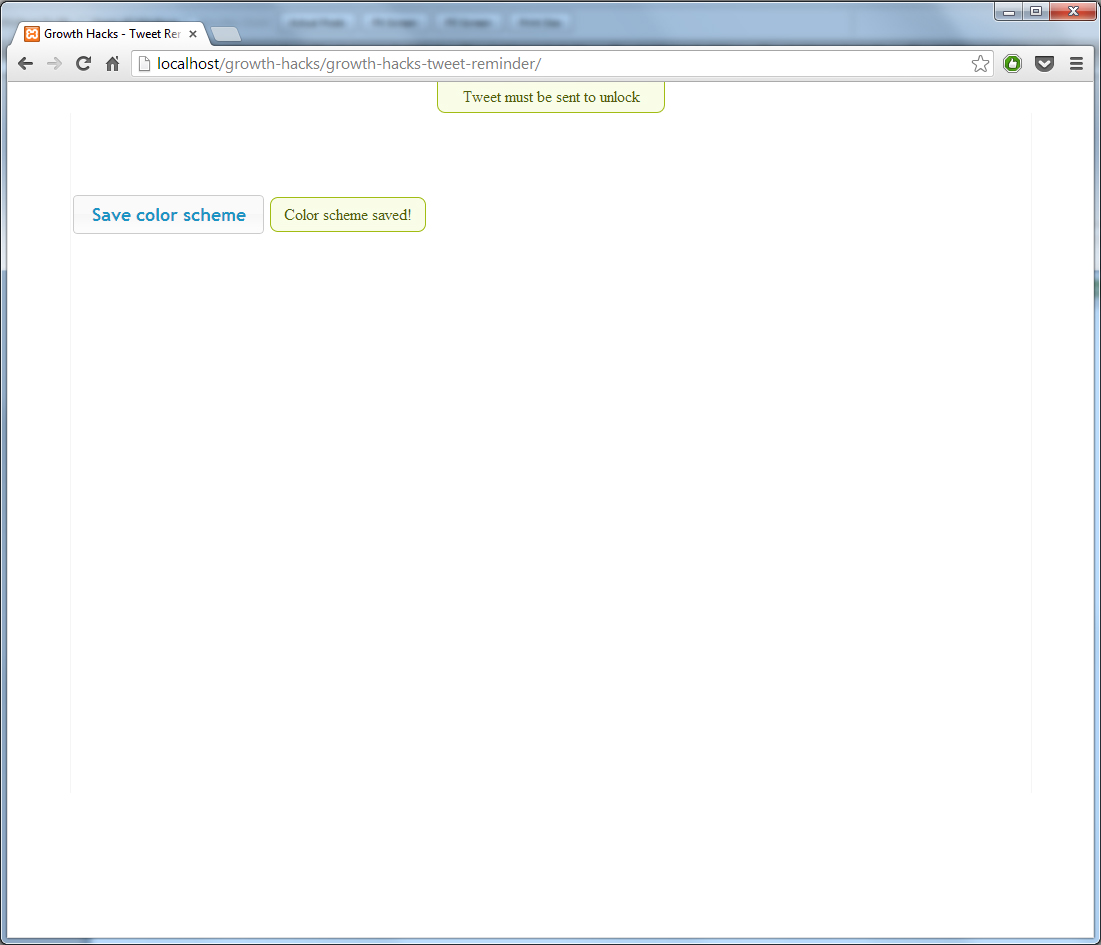 Growth Hacks - Tweet Rer
localhost/growth-hacks/growth-hacks-tweet-reminder/
Tweet must be sent to unlock
Save color scheme
Color scheme saved!